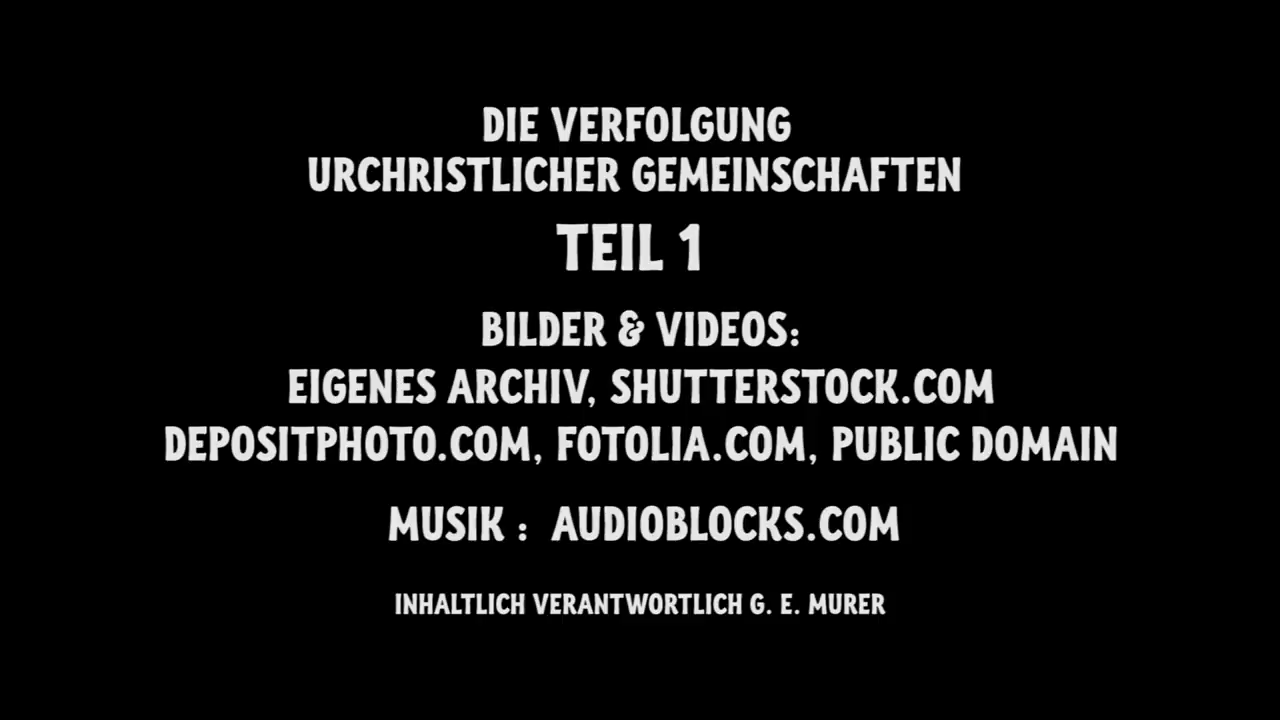 DIE VERFOLGUNG
URCHRISTLICHER GEMEINSCHAFTEN
TEIL 1
BILDER & VIDEOS:
EIGENES ARCHIV, SHUTTERSTOCK.COM
DEPOSITPHOTO.COM, FOTOLIA.COM, PUBLIC DOMAIN
MUSIK : AUDIOBLOCKS.COM
INHALTLICH VERANTWORTLICH G. E. MURER